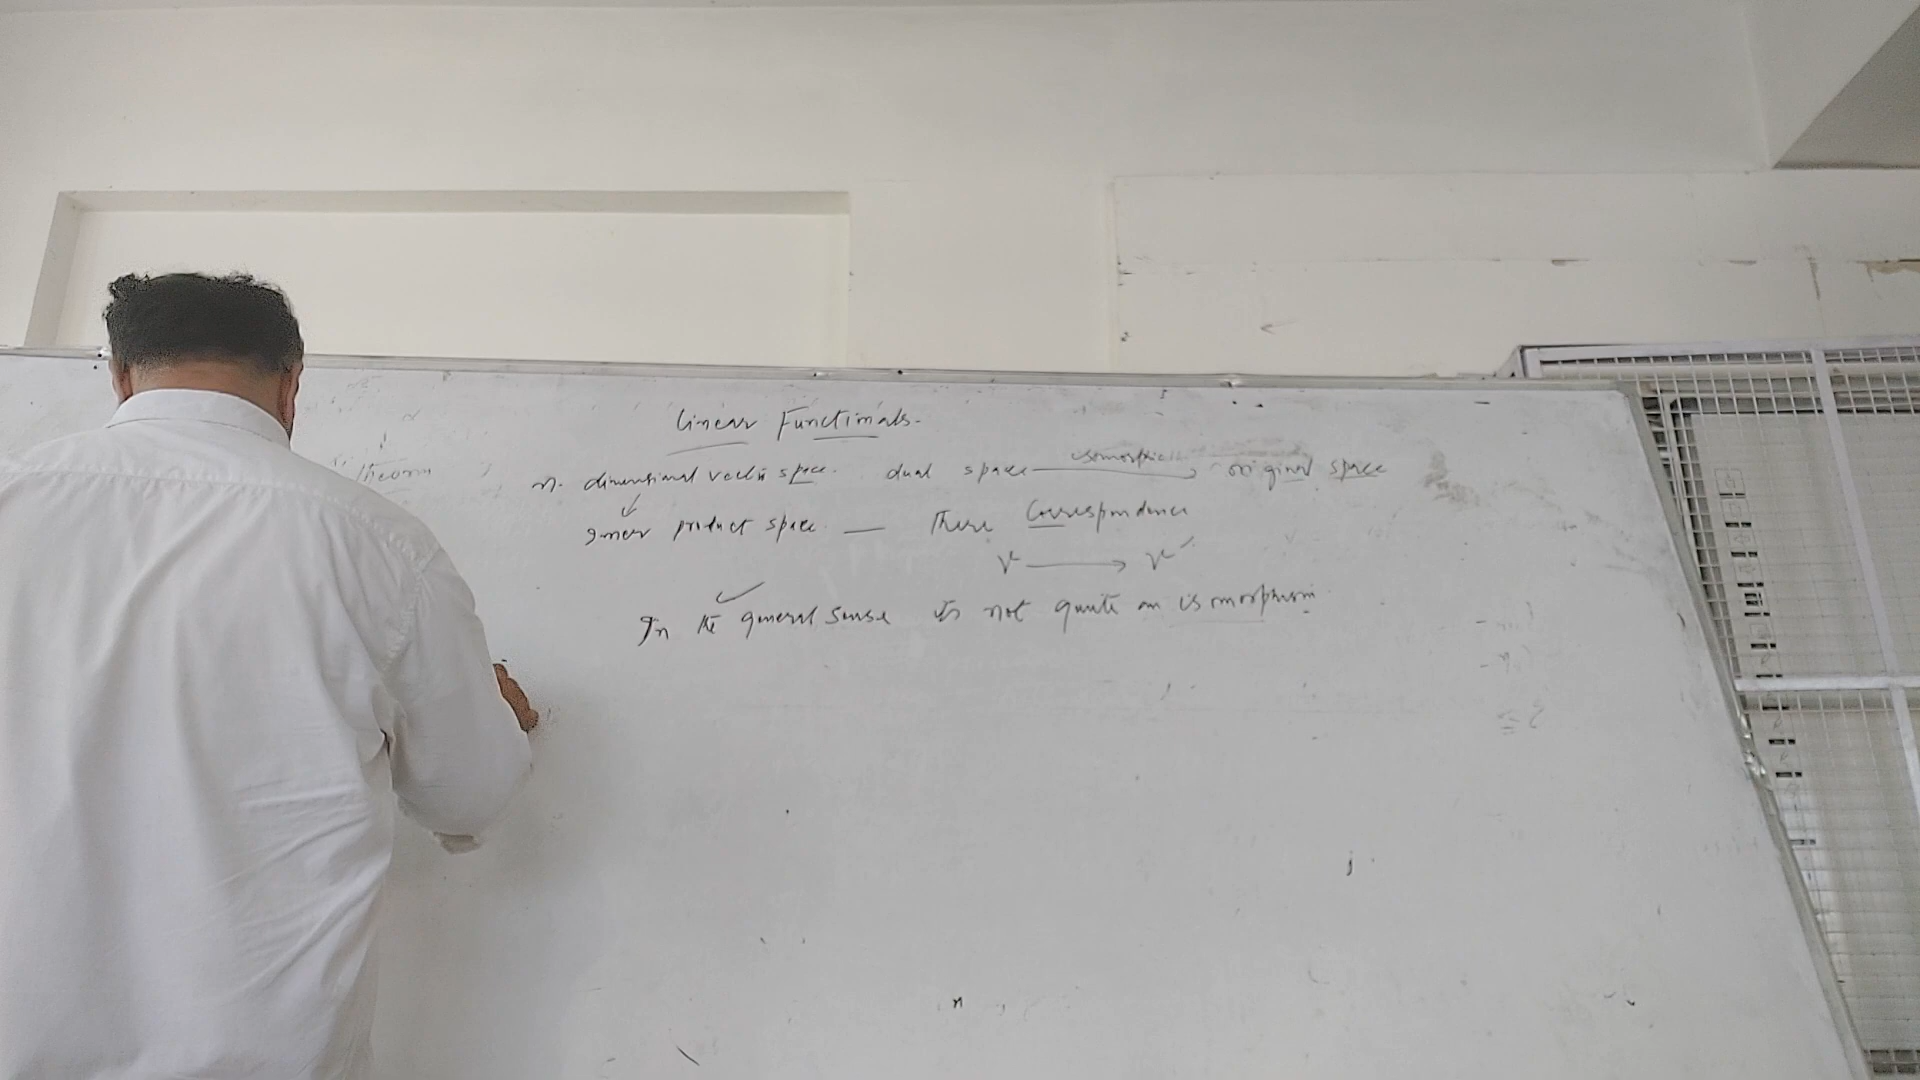 Linear Functionals.
Theorem
n. dimensional vector space. dual space isomorphic → original space
↓
Inner product space — There Correspondence
V → V*
✓
In the general sense its not quite an isomorphism.